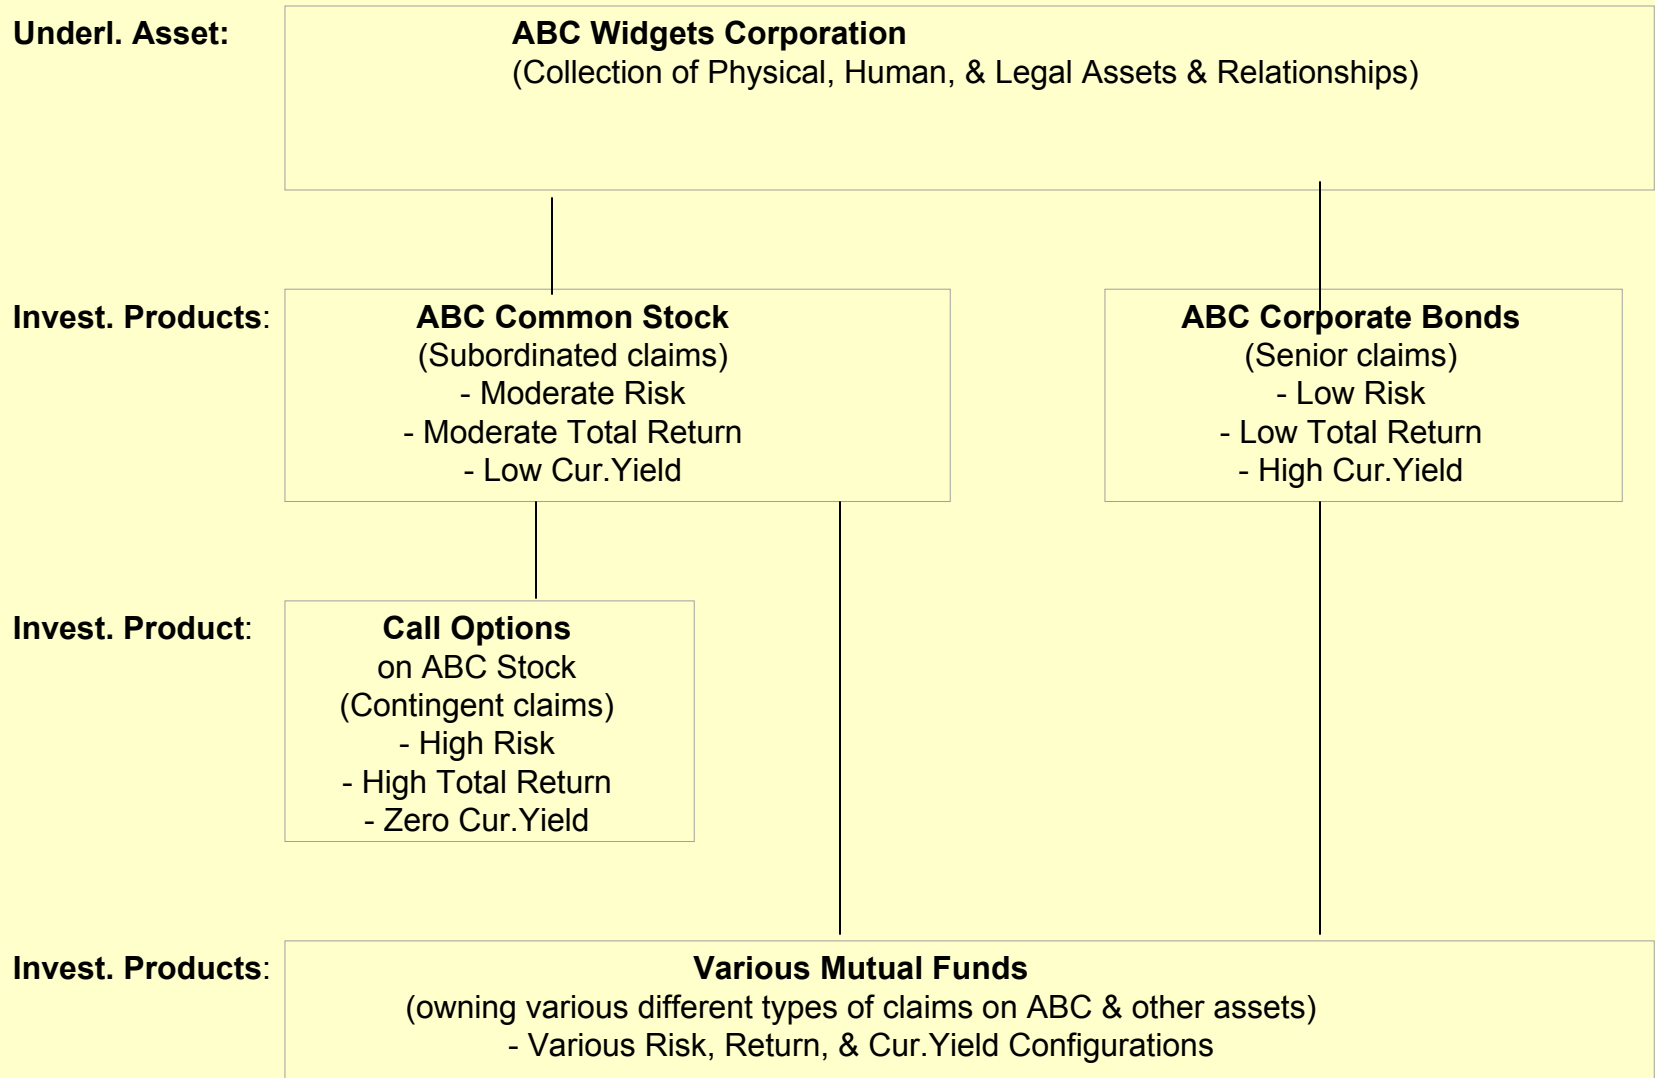 Underl. Asset:
ABC Widgets Corporation
(Collection of Physical, Human, & Legal Assets & Relationships)
Invest. Products:
ABC Common Stock
(Subordinated claims)
- Moderate Risk
- Moderate Total Return
- Low Cur.Yield
ABC Corporate Bonds
(Senior claims)
- Low Risk
- Low Total Return
- High Cur.Yield
Invest. Product:
Call Options
on ABC Stock
(Contingent claims)
- High Risk
- High Total Return
- Zero Cur.Yield
Invest. Products:
Various Mutual Funds
(owning various different types of claims on ABC & other assets)
- Various Risk, Return, & Cur.Yield Configurations